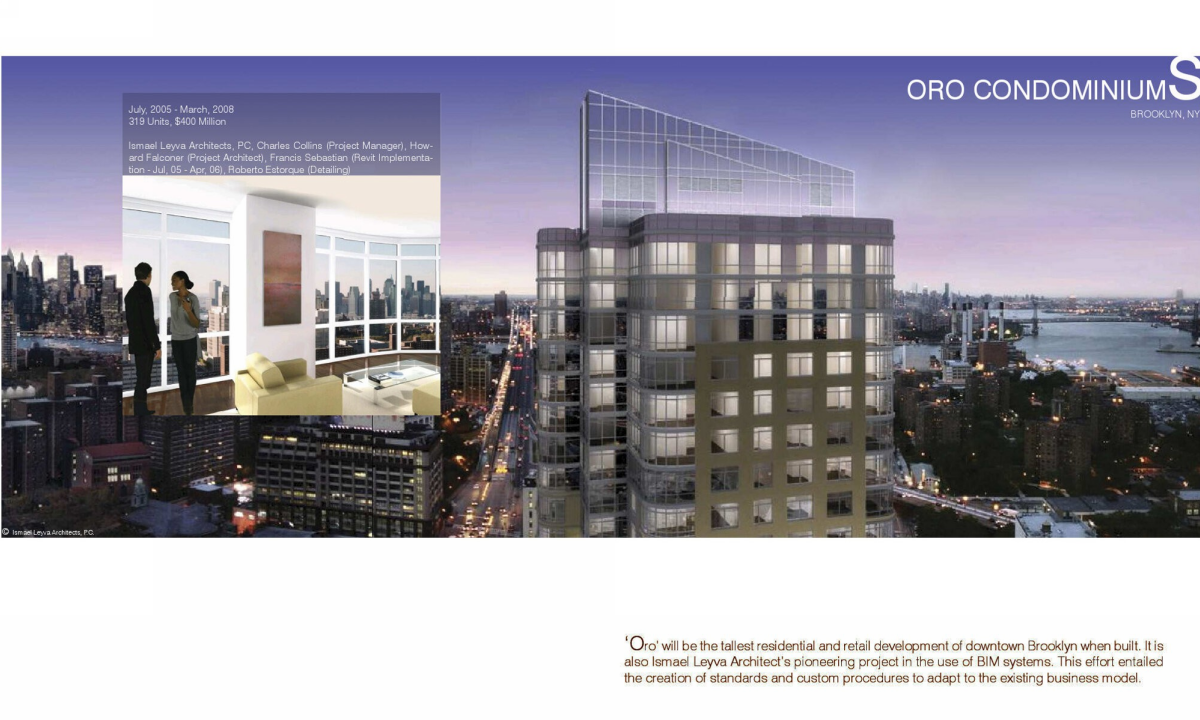 ORO CONDOMINIUMS
BROOKLYN, NY
July, 2005 - March, 2008
319 Units, $400 Million
Ismael Leyva Architects, PC, Charles Collins (Project Manager), How-
ard Falconer (Project Architect), Francis Sebastian (Revit Implementa-
tion - Jul, 05 - Apr, 06), Roberto Estorque (Detailing)
© Ismael Leyva Architects, P.C.
'Oro' will be the tallest residential and retail development of downtown Brooklyn when built. It is
also Ismael Leyva Architect's pioneering project in the use of BIM systems. This effort entailed
the creation of standards and custom procedures to adapt to the existing business model.